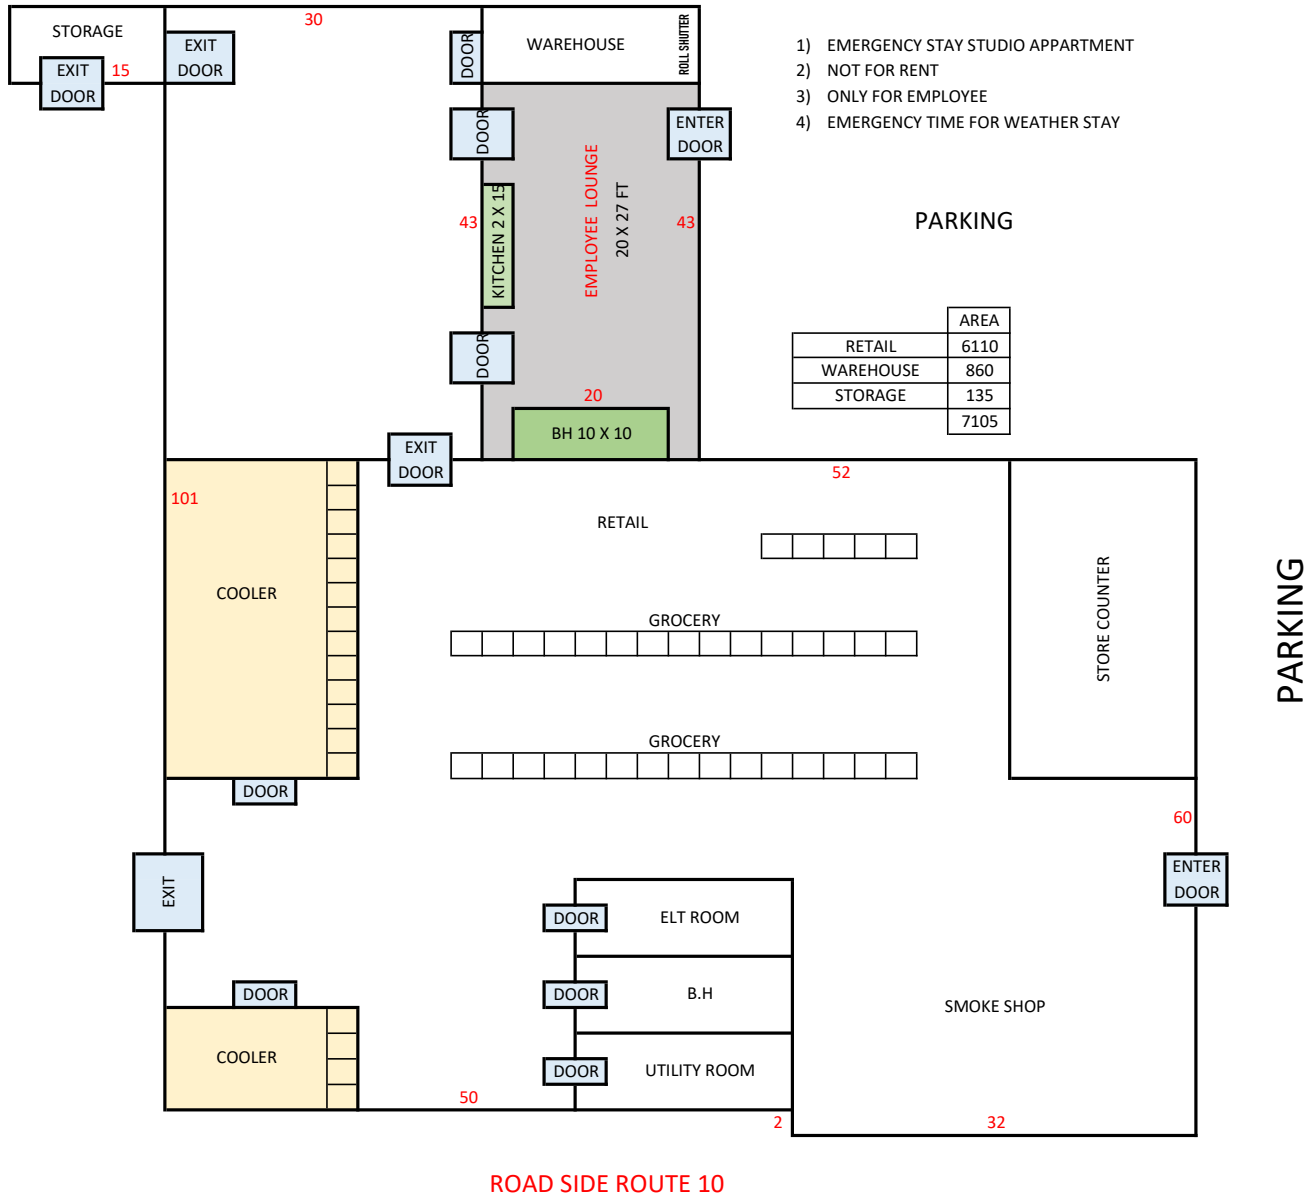 30
STORAGE
EXIT
DOOR
DOOR
WAREHOUSE
ROLL SHUTTER
1) EMERGENCY STAY STUDIO APPARTMENT
2) NOT FOR RENT
3) ONLY FOR EMPLOYEE
4) EMERGENCY TIME FOR WEATHER STAY
EXIT
DOOR
15
DOOR
ENTER
DOOR
EMPLOYEE LOUNGE
20 X 27 FT
KITCHEN 2 X 15
43
43
PARKING
AREA
RETAIL 6110
WAREHOUSE 860
STORAGE 135
7105
DOOR
20
BH 10 X 10
EXIT
DOOR
52
101
RETAIL
COOLER
GROCERY
STORE COUNTER
PARKING
GROCERY
DOOR
60
EXIT
ENTER
DOOR
DOOR
ELT ROOM
DOOR
DOOR
B.H
SMOKE SHOP
COOLER
DOOR
UTILITY ROOM
50
2
32
ROAD SIDE ROUTE 10